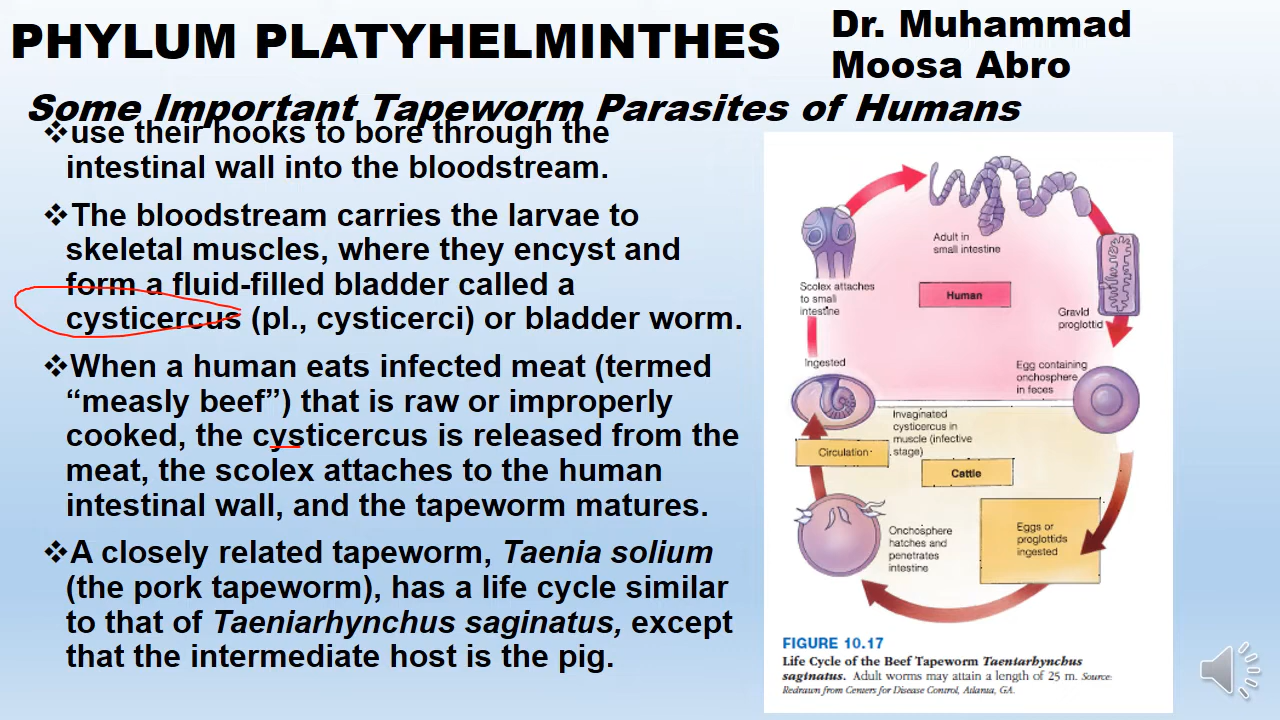 PHYLUM PLATYHELMINTHES
Dr. Muhammad
Moosa Abro
Some Important Tapeworm Parasites of Humans
❖use their hooks to bore through the
intestinal wall into the bloodstream.
❖The bloodstream carries the larvae to
skeletal muscles, where they encyst and
form a fluid-filled bladder called a
cysticercus (pl., cysticerci) or bladder worm.
❖When a human eats infected meat (termed
“measly beef”) that is raw or improperly
cooked, the cysticercus is released from the
meat, the scolex attaches to the human
intestinal wall, and the tapeworm matures.
❖A closely related tapeworm, Taenia solium
(the pork tapeworm), has a life cycle similar
to that of Taeniarhynchus saginatus, except
that the intermediate host is the pig.
Adult in
small intestine
Scolex attaches
to small
intestine
Human
Gravid
proglottid
Ingested
Egg containing
onchosphere
in feces
Invaginated
cysticercus in
muscle (infective
stage)
Circulation
Cattle
Onchosphere
hatches and
penetrates
intestine
Eggs or
proglottids
ingested
FIGURE 10.17
Life Cycle of the Beef Tapeworm Taeniarhynchus
saginatus. Adult worms may attain a length of 25 m. Source:
Redrawn from Centers for Disease Control, Atlanta, GA.